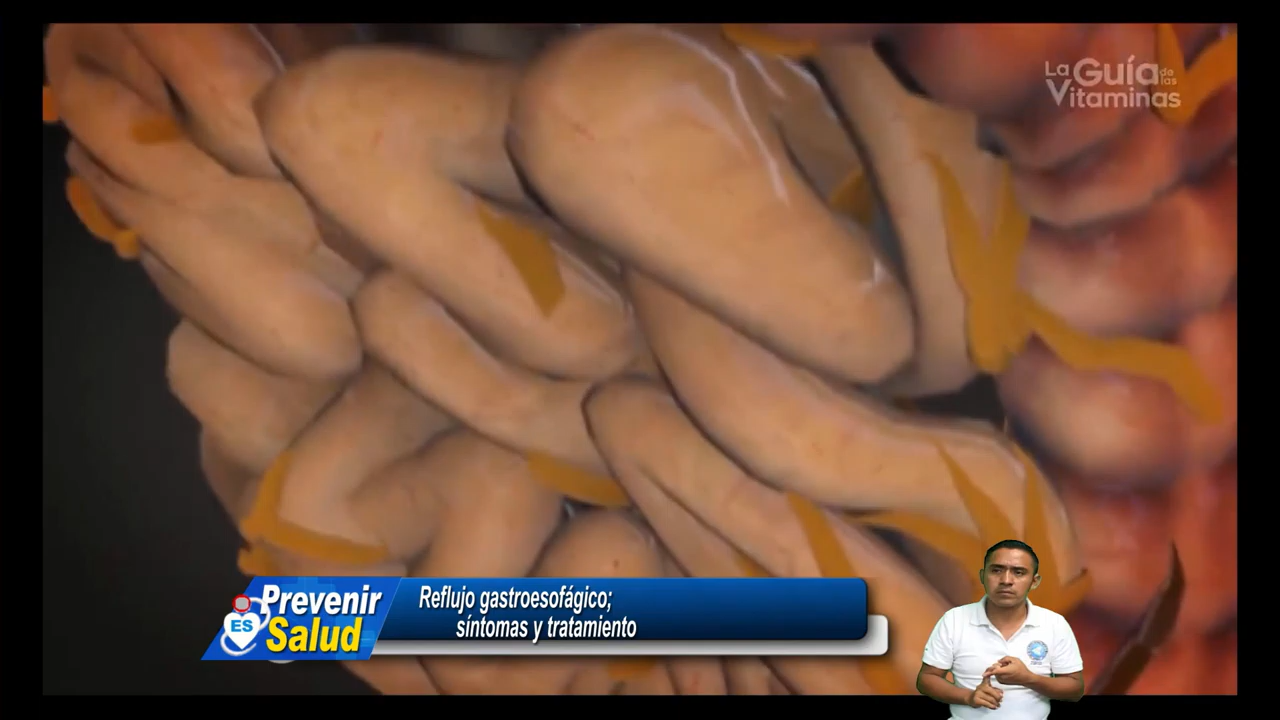 La Guía de las
Vitaminas
Prevenir
ES
Salud
Reflujo gastroesofágico;
síntomas y tratamiento